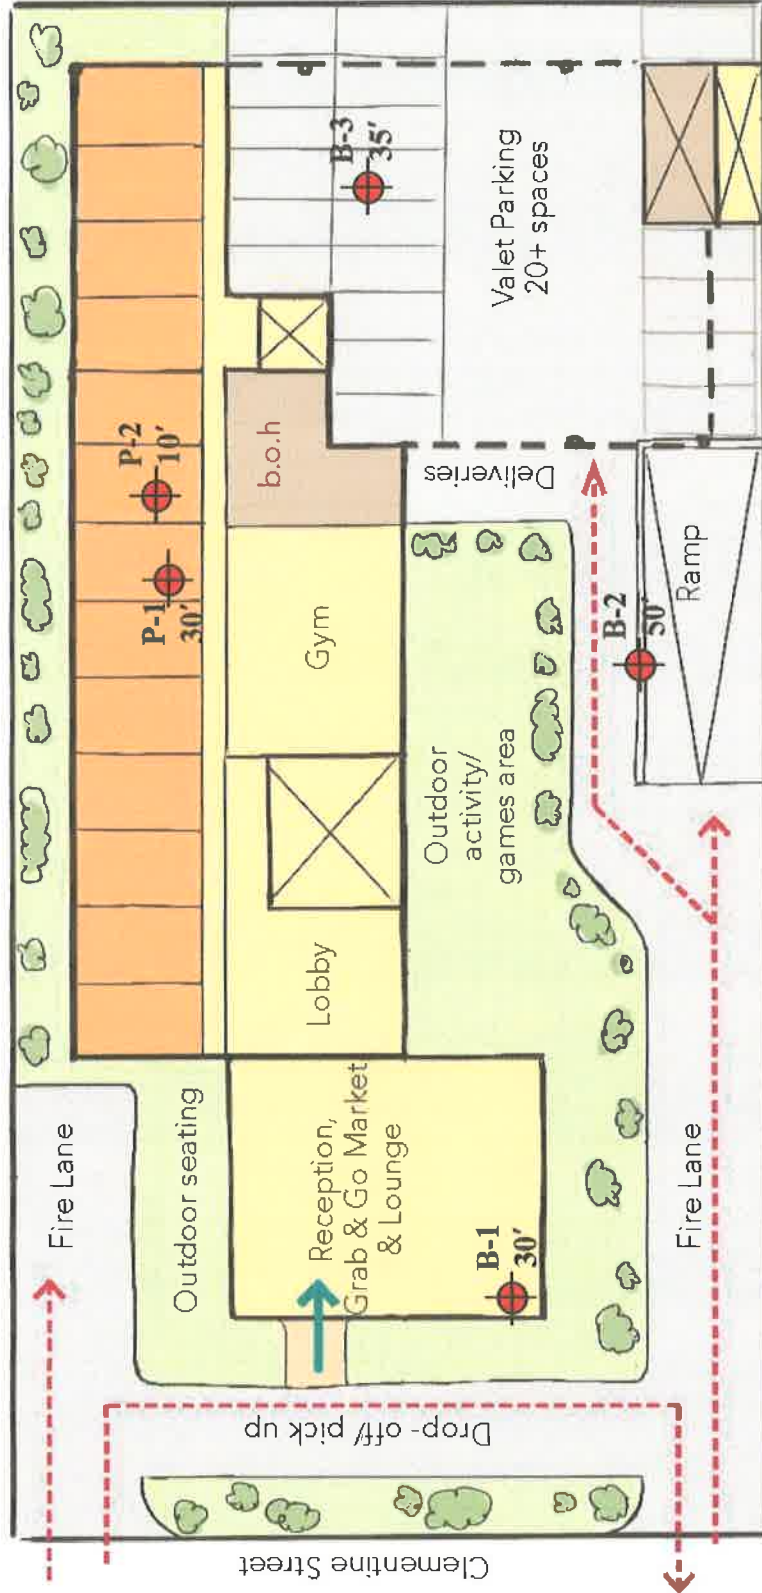 Fire Lane
Outdoor seating
Reception,
Grab & Go Market
& Lounge
B-1
30'
Fire Lane
Drop-off/ pick up
Clementine Street
Lobby
Gym
b.o.h
Outdoor
activity/
games area
Deliveries
P-1
30'
P-2
10'
B-2
50'
Ramp
B-3
35'
Valet Parking
20+ spaces